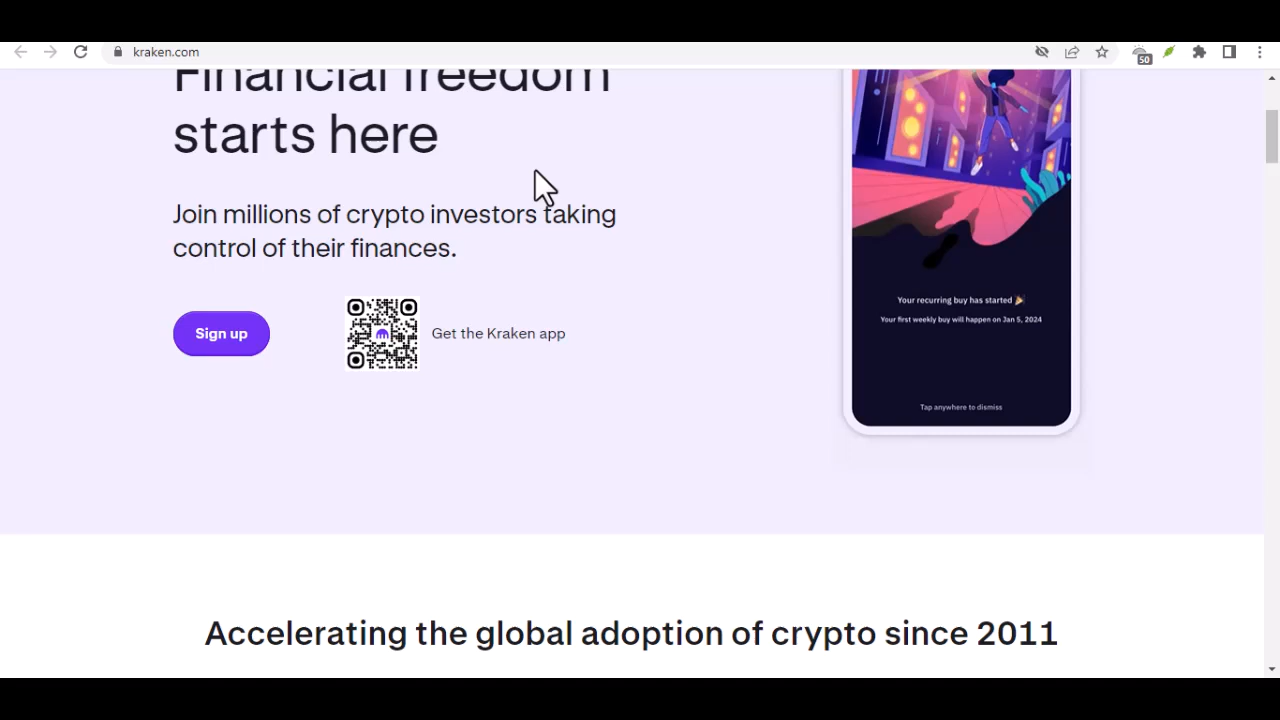 kraken.com
50
Financial freedom
starts here
Join millions of crypto investors taking
control of their finances.
Sign up
Get the Kraken app
Your recurring buy has started 🎉
Your first weekly buy will happen on Jan 5, 2024
Tap anywhere to dismiss
Accelerating the global adoption of crypto since 2011